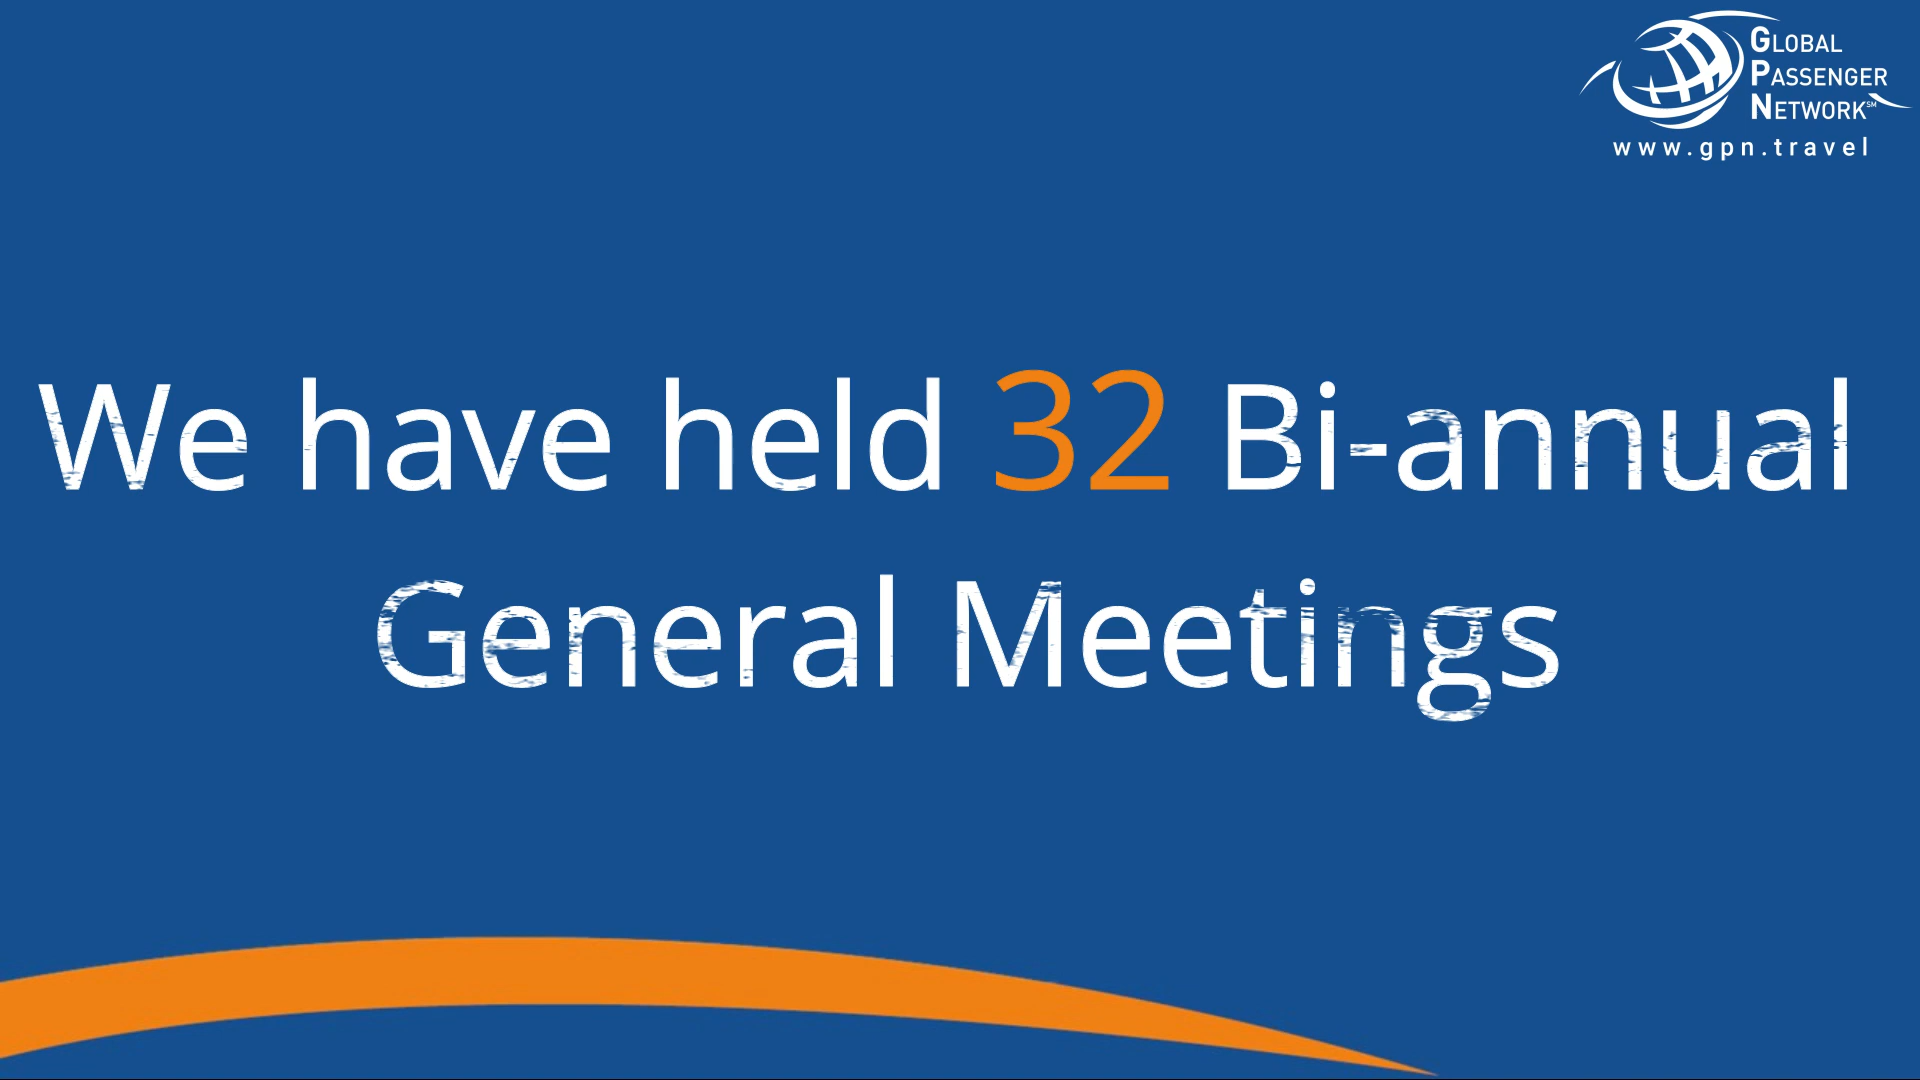 GLOBAL
PASSENGER
NETWORK℠
www.gpn.travel
We have held 32 Bi-annual
General Meetings